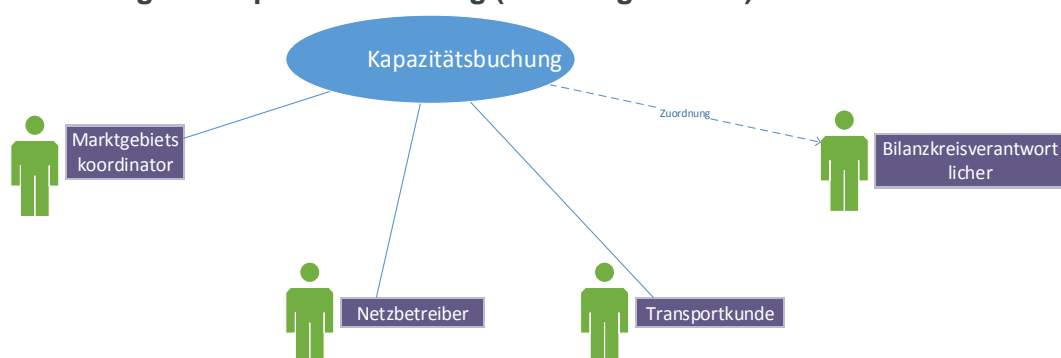 Kapazitätsbuchung
Zuordnung
Marktgebiets
koordinator
Bilanzkreisverantwort
licher
Netzbetreiber
Transportkunde